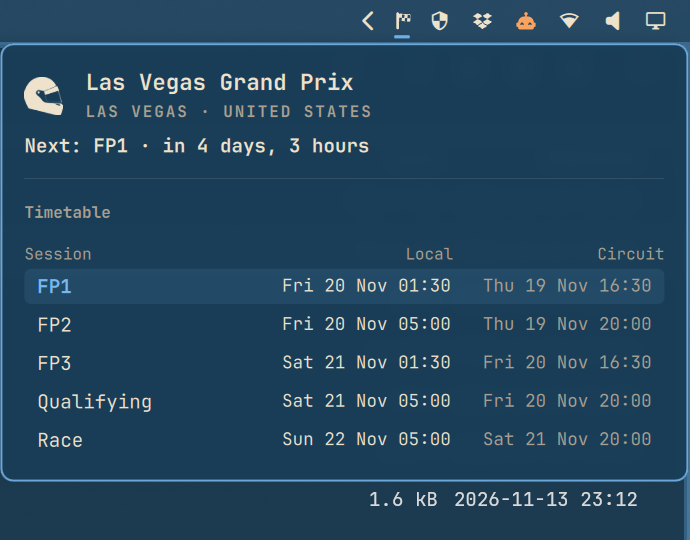 Las Vegas Grand Prix
LAS VEGAS · UNITED STATES
Next: FP1 · in 4 days, 3 hours
Timetable
Session Local Circuit
FP1 Fri 20 Nov 01:30 Thu 19 Nov 16:30
FP2 Fri 20 Nov 05:00 Thu 19 Nov 20:00
FP3 Sat 21 Nov 01:30 Fri 20 Nov 16:30
Qualifying Sat 21 Nov 05:00 Fri 20 Nov 20:00
Race Sun 22 Nov 05:00 Sat 21 Nov 20:00
1.6 kB 2026-11-13 23:12